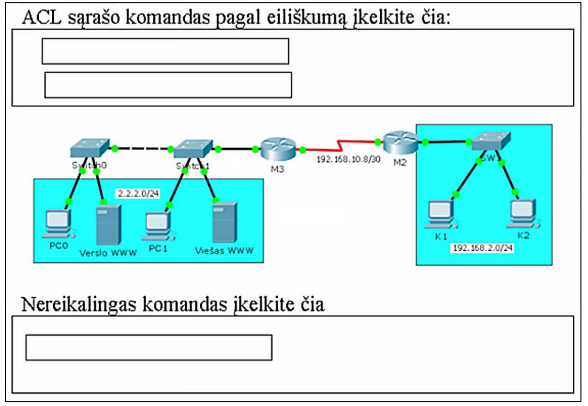 ACL sąrašo komandas pagal eiliškumą įkelkite čia:
Switch0
Switch1
M3
192.168.10.8/30
M2
SW1
2.2.2.0/24
PC0
Verslo WWW
PC1
Viešas WWW
K1
K2
192.168.2.0/24
Nereikalingas komandas įkelkite čia